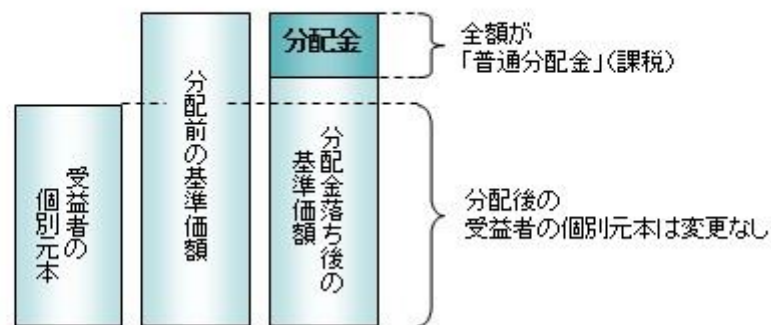 受益者の
個別元本
分配前の基準価額
分配金
分配金落ち後の
基準価額
全額が
「普通分配金」(課税)
分配後の
受益者の個別元本は変更なし